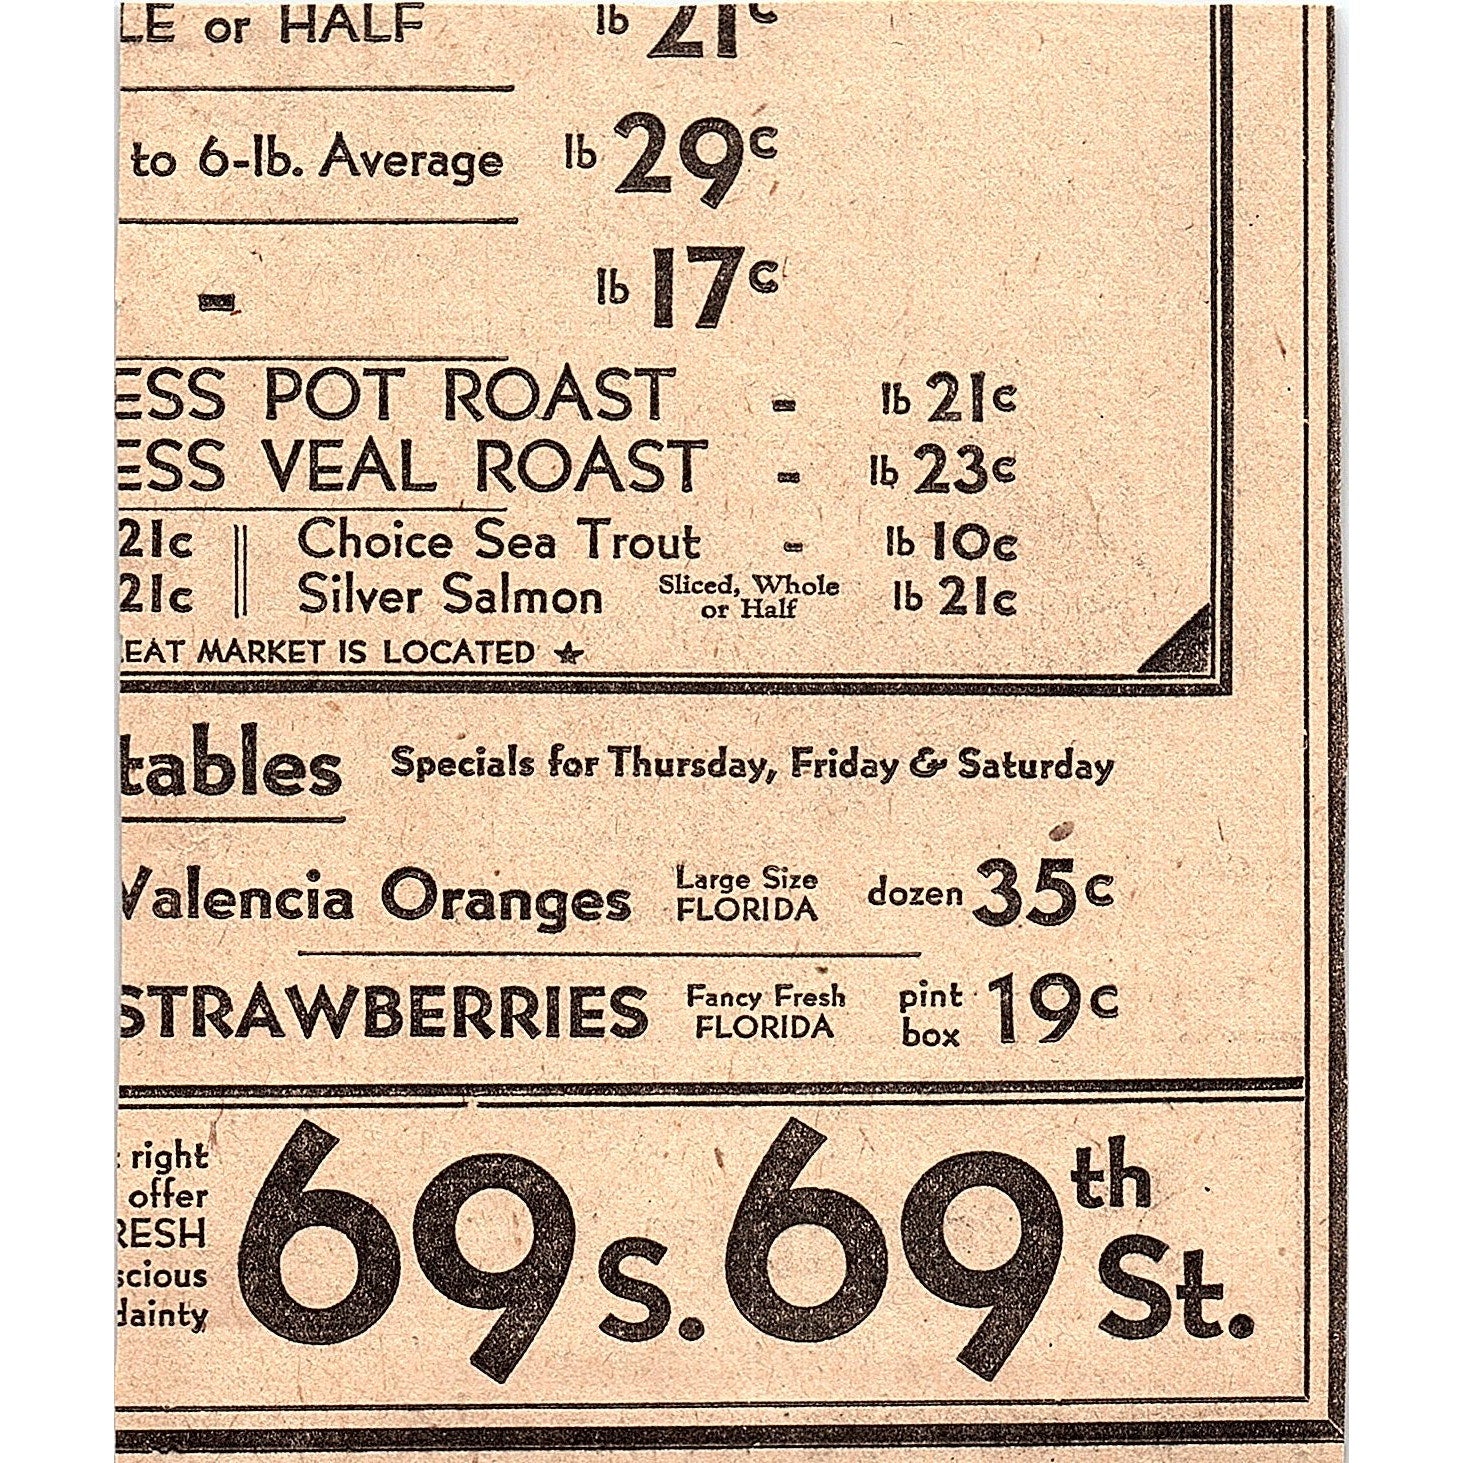 LE or HALF lb 21c
to 6-lb. Average lb 29c
- lb 17c
ESS POT ROAST - lb 21c
ESS VEAL ROAST - lb 23c
21c Choice Sea Trout - lb 10c
21c Silver Salmon Sliced, Whole or Half lb 21c
EAT MARKET IS LOCATED ★
tables Specials for Thursday, Friday & Saturday
Valencia Oranges Large Size FLORIDA dozen 35c
STRAWBERRIES Fancy Fresh FLORIDA pint box 19c
right
offer
RESH
scious
dainty
69 S. 69th St.